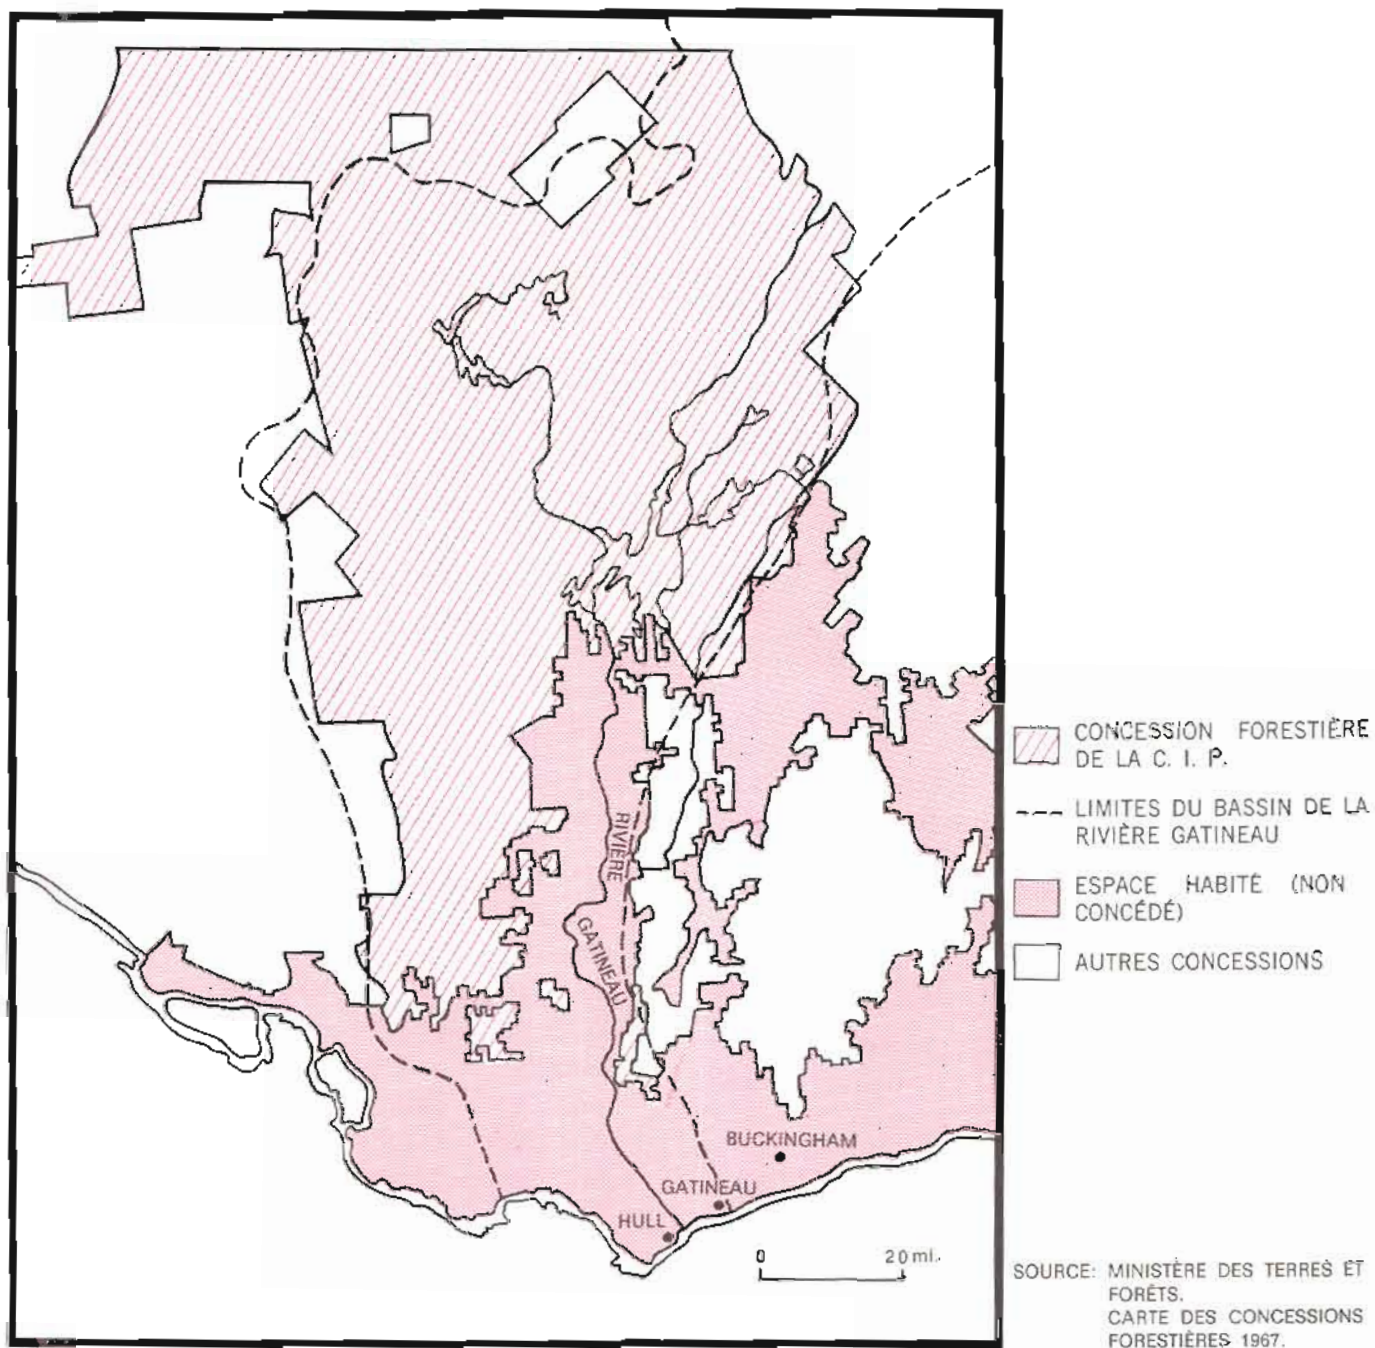 RIVIÈRE
GATINEAU
BUCKINGHAM
GATINEAU
HULL
0 20 mi.
CONCESSION FORESTIÈRE
DE LA C. I. P.
LIMITES DU BASSIN DE LA
RIVIÈRE GATINEAU
ESPACE HABITÉ (NON
CONCÉDÉ)
AUTRES CONCESSIONS
SOURCE: MINISTÈRE DES TERRES ET
FORÊTS.
CARTE DES CONCESSIONS
FORESTIÈRES 1967.